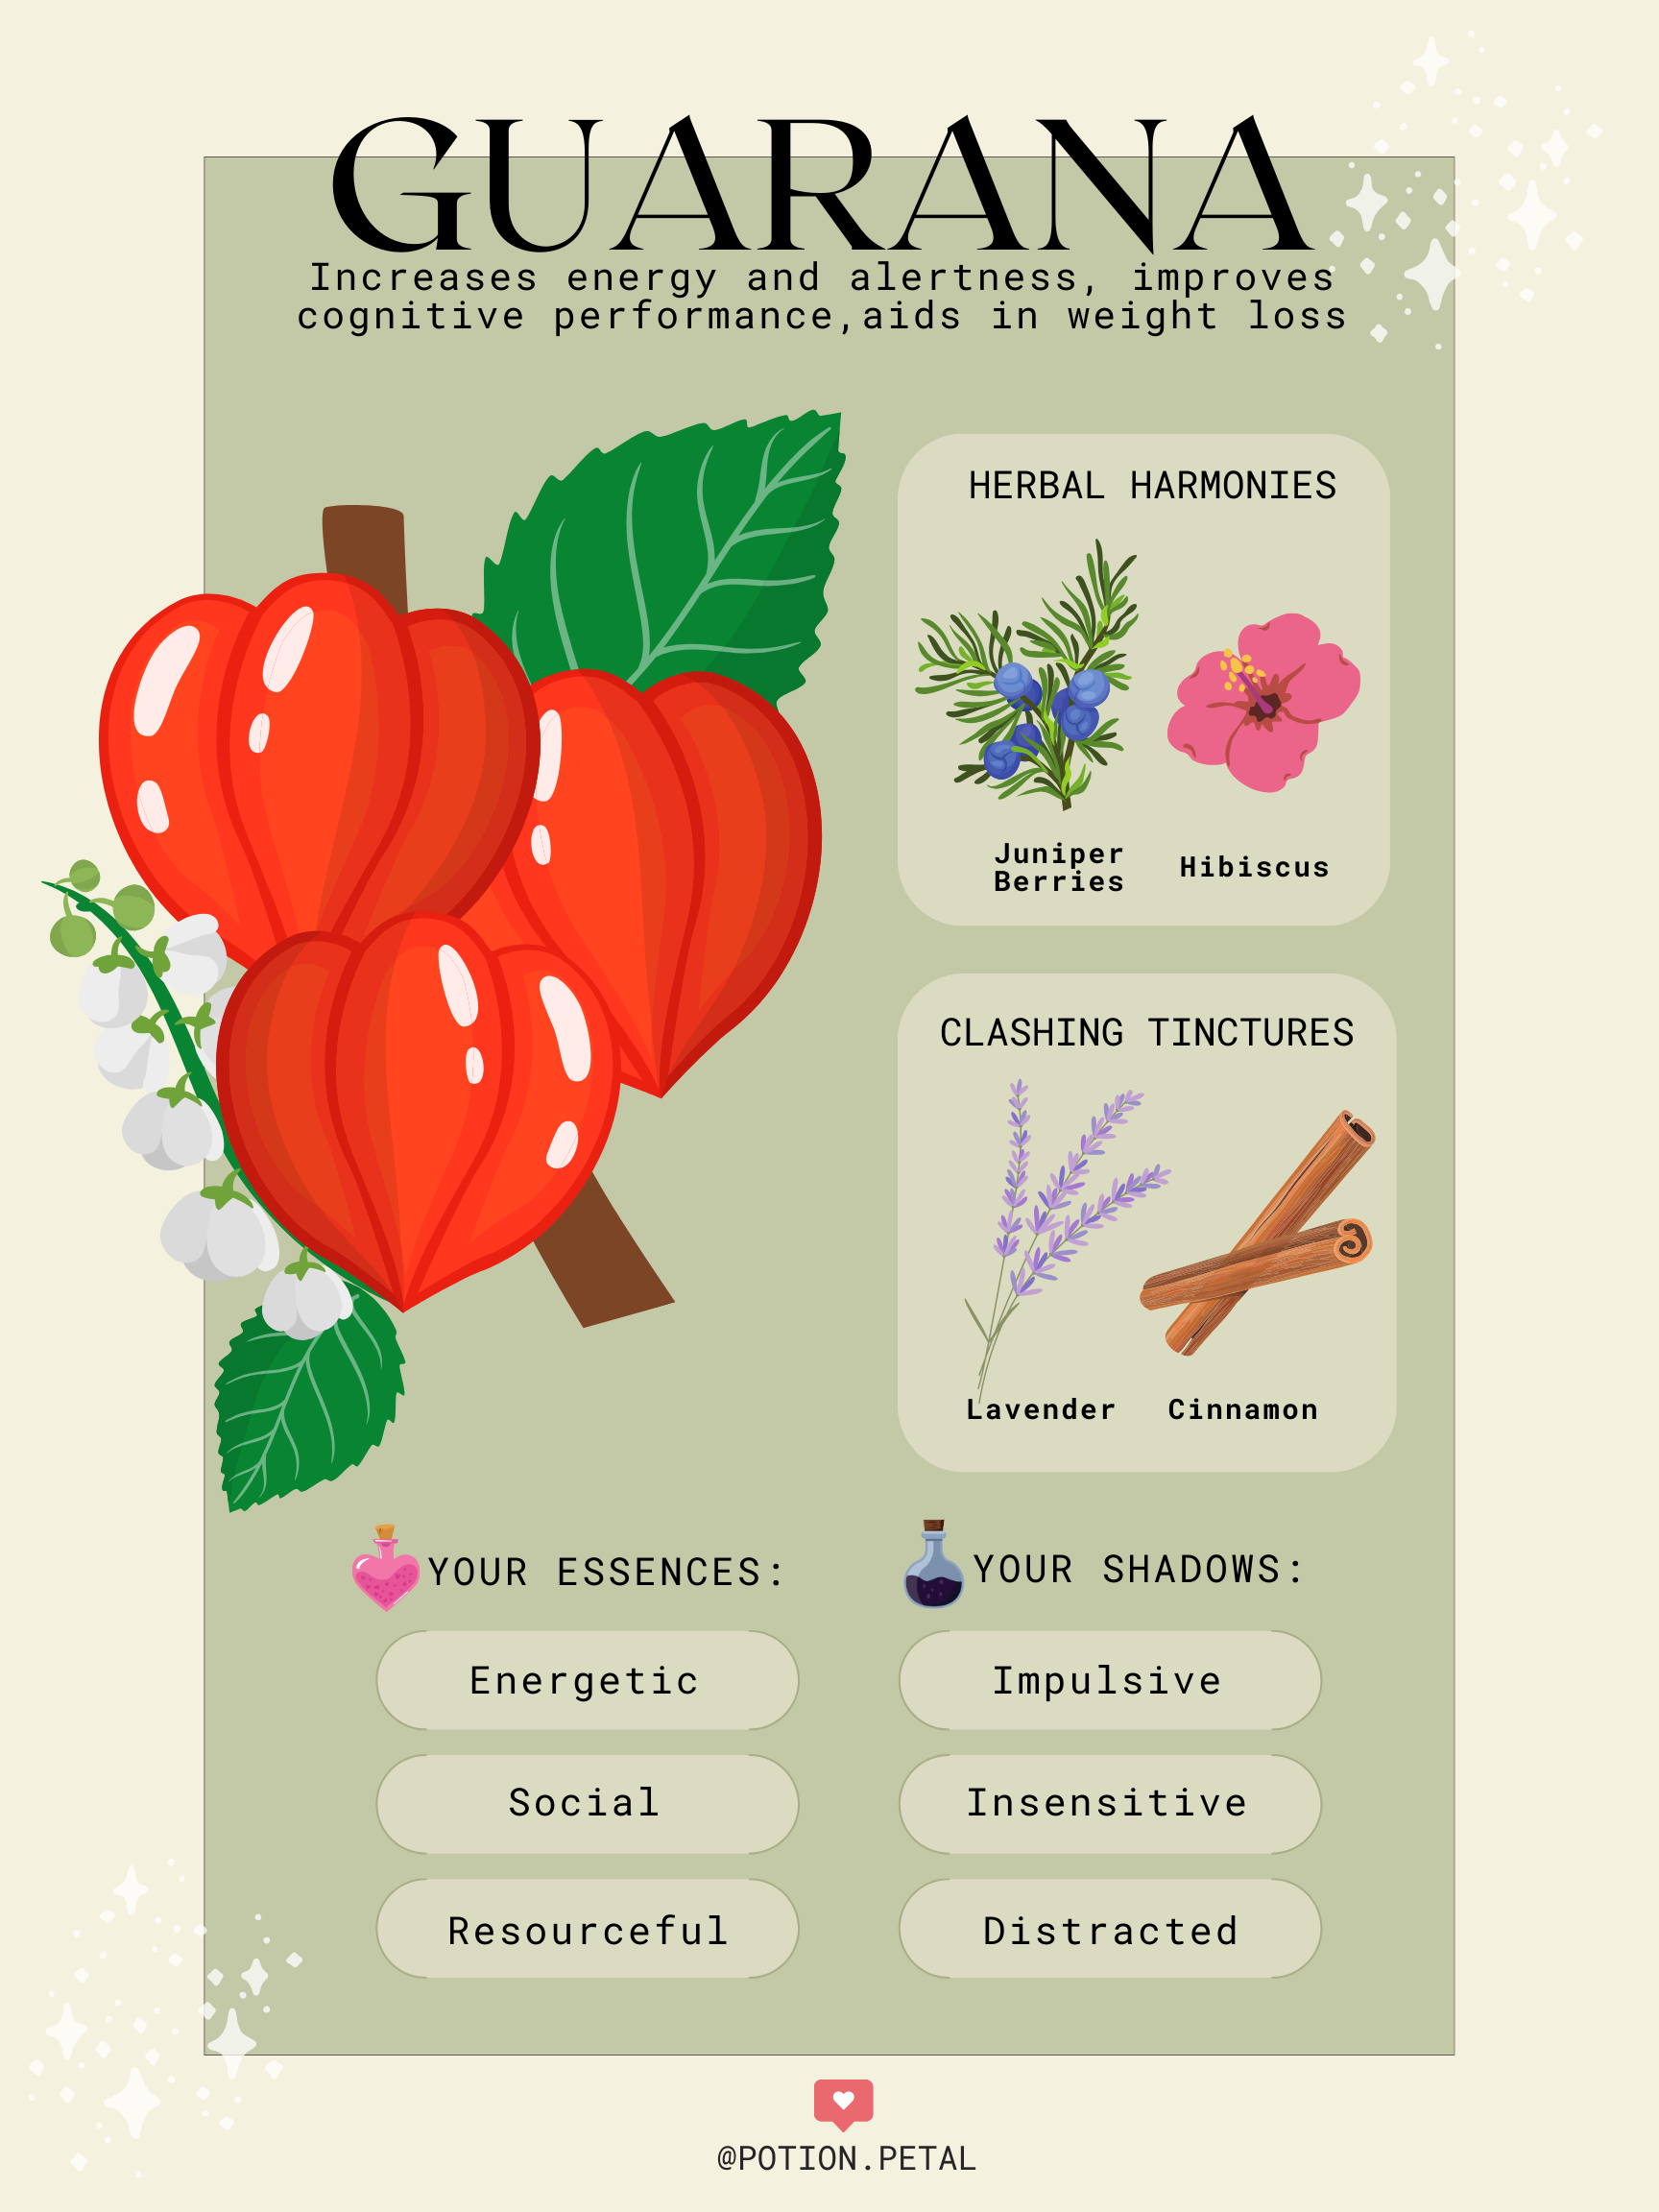 GUARANA
Increases energy and alertness, improves
cognitive performance,aids in weight loss
HERBAL HARMONIES
Juniper
Berries
Hibiscus
CLASHING TINCTURES
Lavender
Cinnamon
YOUR ESSENCES:
Energetic
Social
Resourceful
YOUR SHADOWS:
Impulsive
Insensitive
Distracted
@POTION.PETAL